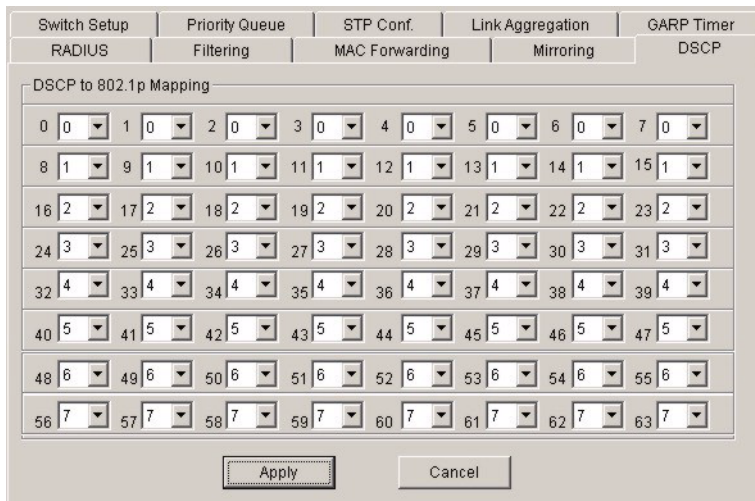 Switch Setup Priority Queue STP Conf. Link Aggregation GARP Timer
RADIUS Filtering MAC Forwarding Mirroring DSCP
DSCP to 802.1p Mapping
0 0 1 0 2 0 3 0 4 0 5 0 6 0 7 0
8 1 9 1 10 1 11 1 12 1 13 1 14 1 15 1
16 2 17 2 18 2 19 2 20 2 21 2 22 2 23 2
24 3 25 3 26 3 27 3 28 3 29 3 30 3 31 3
32 4 33 4 34 4 35 4 36 4 37 4 38 4 39 4
40 5 41 5 42 5 43 5 44 5 45 5 46 5 47 5
48 6 49 6 50 6 51 6 52 6 53 6 54 6 55 6
56 7 57 7 58 7 59 7 60 7 61 7 62 7 63 7
Apply Cancel